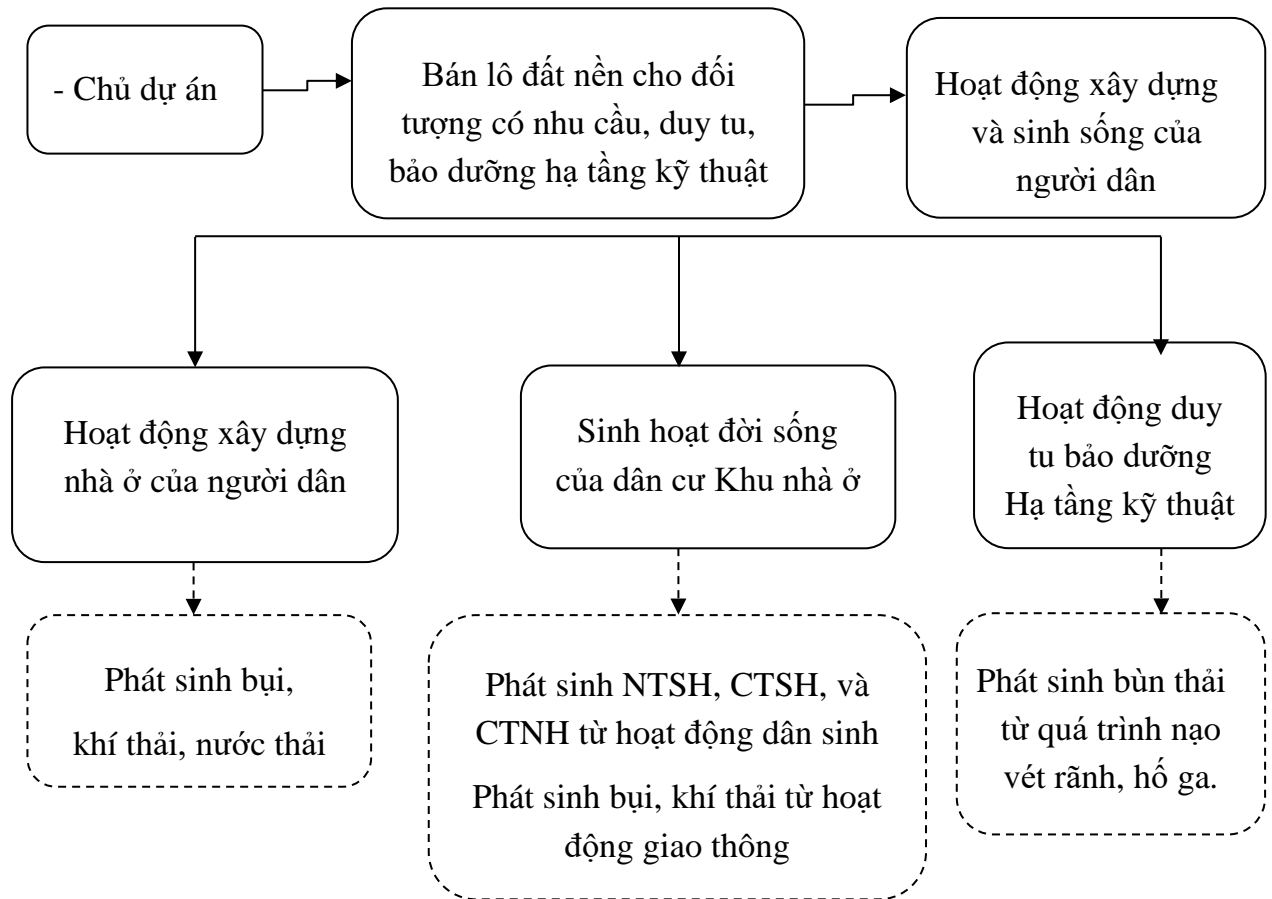 - Chủ dự án
Bán lô đất nền cho đối
tượng có nhu cầu, duy tu,
bảo dưỡng hạ tầng kỹ thuật
Hoạt động xây dựng
và sinh sống của
người dân
Hoạt động xây dựng
nhà ở của người dân
Sinh hoạt đời sống
của dân cư Khu nhà ở
Hoạt động duy
tu bảo dưỡng
Hạ tầng kỹ thuật
Phát sinh bụi,
khí thải, nước thải
Phát sinh NTSH, CTSH, và
CTNH từ hoạt động dân sinh
Phát sinh bụi, khí thải từ hoạt
động giao thông
Phát sinh bùn thải
từ quá trình nạo
vét rãnh, hố ga.